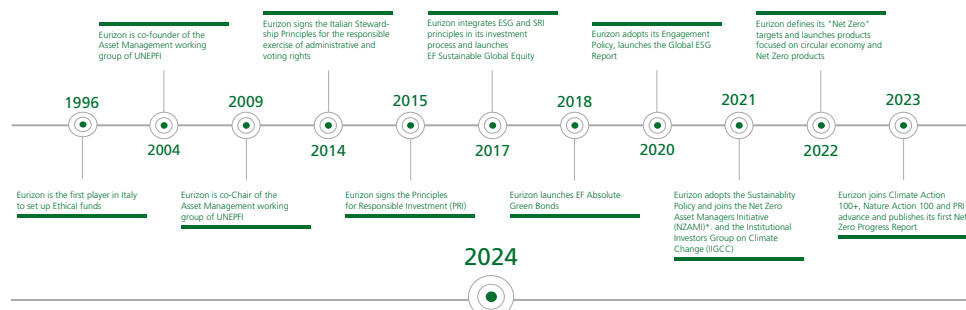 Eurizon is co-founder of the
Asset Management working
group of UNEPFI
Eurizon signs the Italian Steward-
ship Principles for the responsible
exercise of administrative and
voting rights
Eurizon integrates ESG and SRI
principles in its investment
process and launches
EF Sustainable Global Equity
Eurizon adopts its Engagement
Policy, launches the Global ESG
Report
Eurizon defines its "Net Zero"
targets and launches products
focused on circular economy and
Net Zero products
1996
2009
2015
2018
2021
2023
2004
2014
2017
2020
2022
Eurizon is the first player in Italy
to set up Ethical funds
Eurizon is co-Chair of the
Asset Management working
group of UNEPFI
Eurizon signs the Principles
for Responsible Investment (PRI)
Eurizon launches EF Absolute
Green Bonds
Eurizon adopts the Sustainablity
Policy and joins the Net Zero
Asset Managers Initiative
(NZAMI)*. and the Institutional
Investors Group on Climate
Change (IIGCC)
Eurizon joins Climate Action
100+, Nature Action 100 and PRI
advance and publishes its first Net
Zero Progress Report
2024